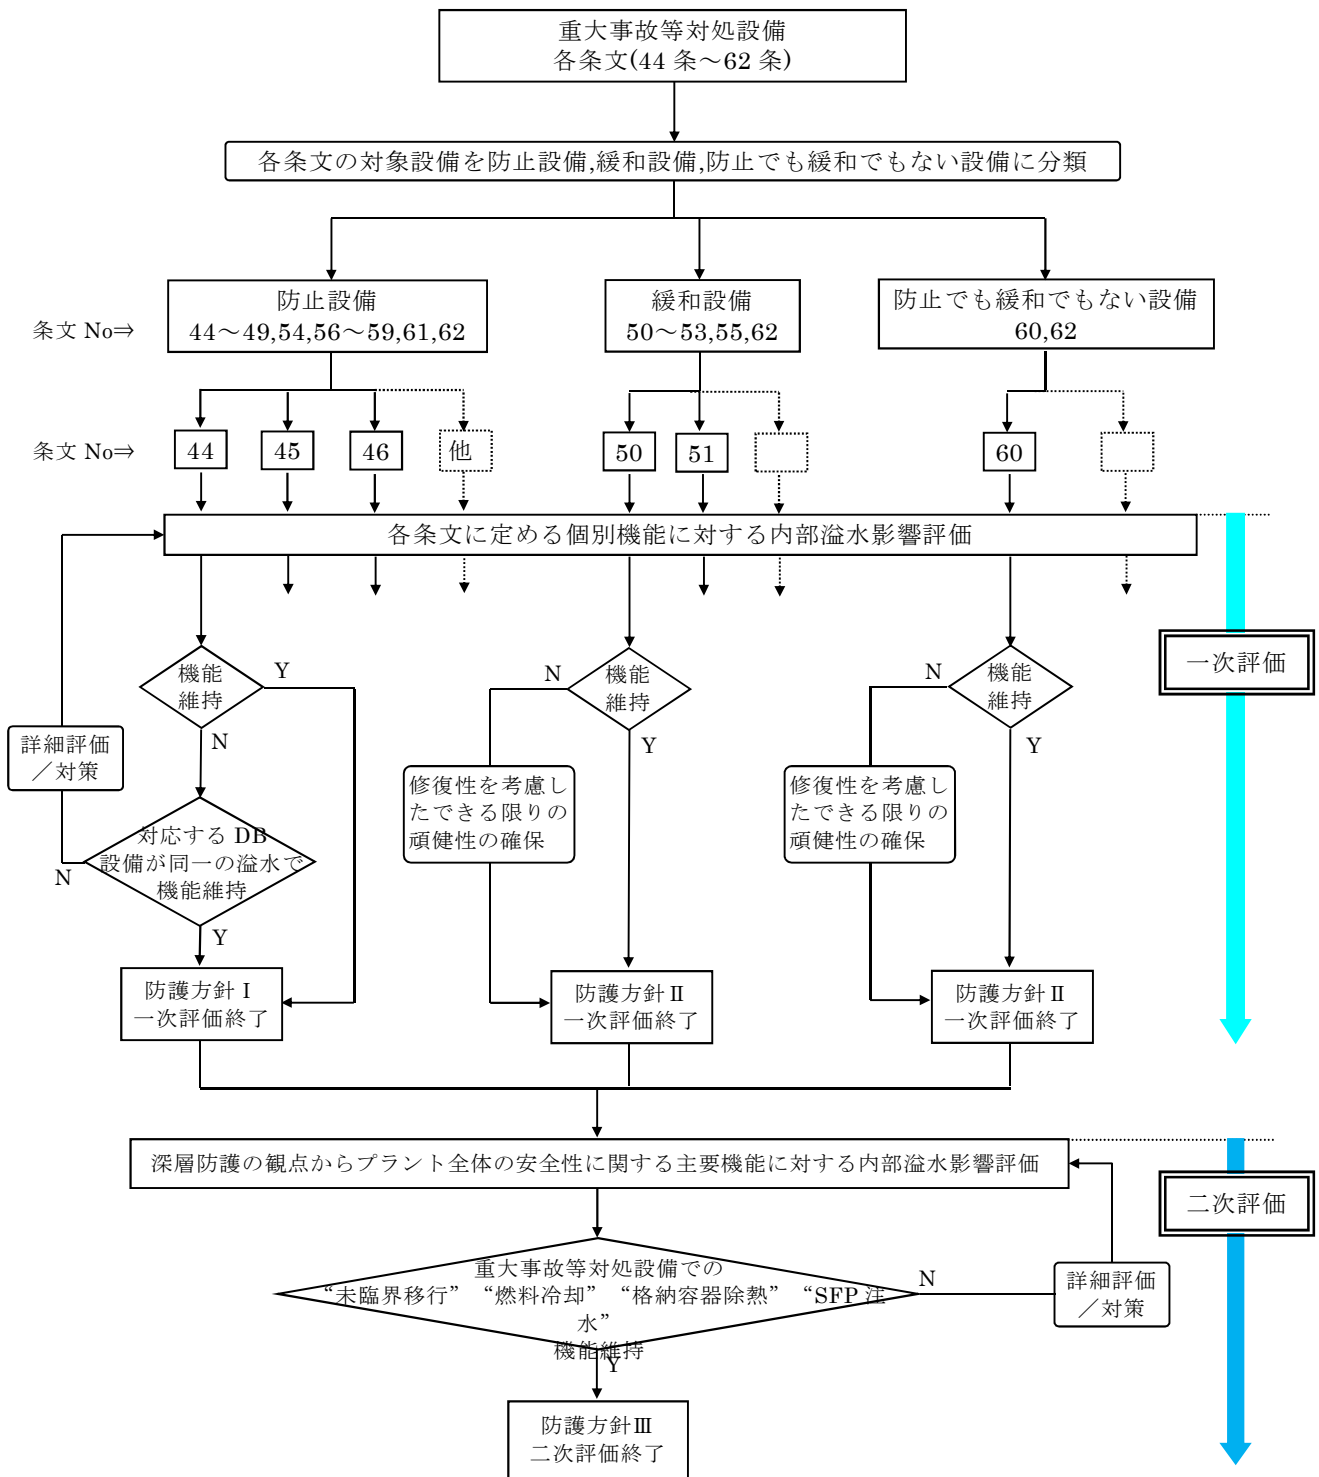 重大事故等対処設備
各条文(44 条～62 条)
各条文の対象設備を防止設備,緩和設備,防止でも緩和でもない設備に分類
条文 No⇒
防止設備
44～49,54,56～59,61,62
緩和設備
50～53,55,62
防止でも緩和でもない設備
60,62
条文 No⇒
44
45
46
他
50
51
60
各条文に定める個別機能に対する内部溢水影響評価
一次評価
機能
維持
Y
N
機能
維持
N
Y
機能
維持
N
Y
詳細評価
／対策
修復性を考慮し
たできる限りの
頑健性の確保
修復性を考慮し
たできる限りの
頑健性の確保
対応する DB
設備が同一の溢水で
機能維持
N
Y
防護方針Ⅰ
一次評価終了
防護方針Ⅱ
一次評価終了
防護方針Ⅱ
一次評価終了
深層防護の観点からプラント全体の安全性に関する主要機能に対する内部溢水影響評価
二次評価
重大事故等対処設備での
“未臨界移行” “燃料冷却” “格納容器除熱” “SFP 注
水”
機能維持
N
Y
詳細評価
／対策
防護方針Ⅲ
二次評価終了